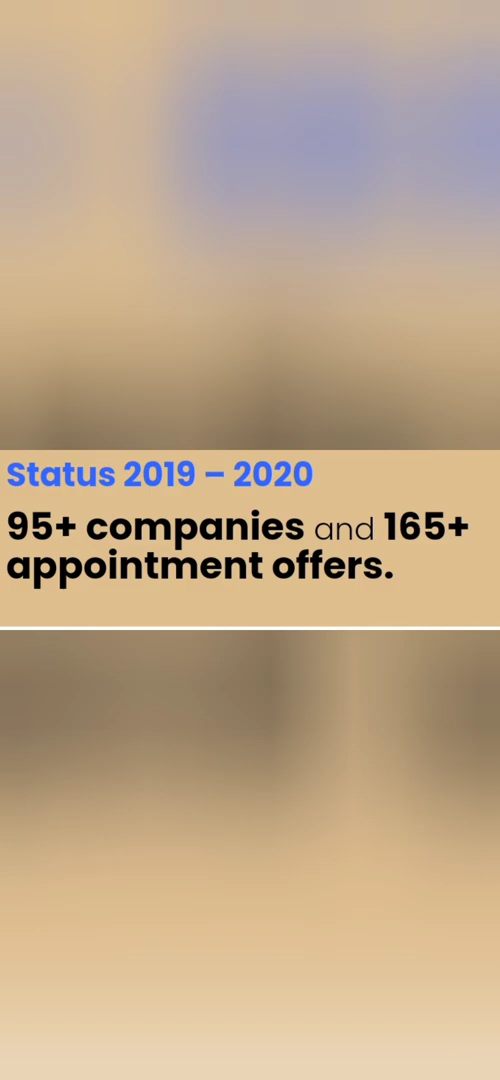 Status 2019 – 2020
95+ companies and 165+
appointment offers.